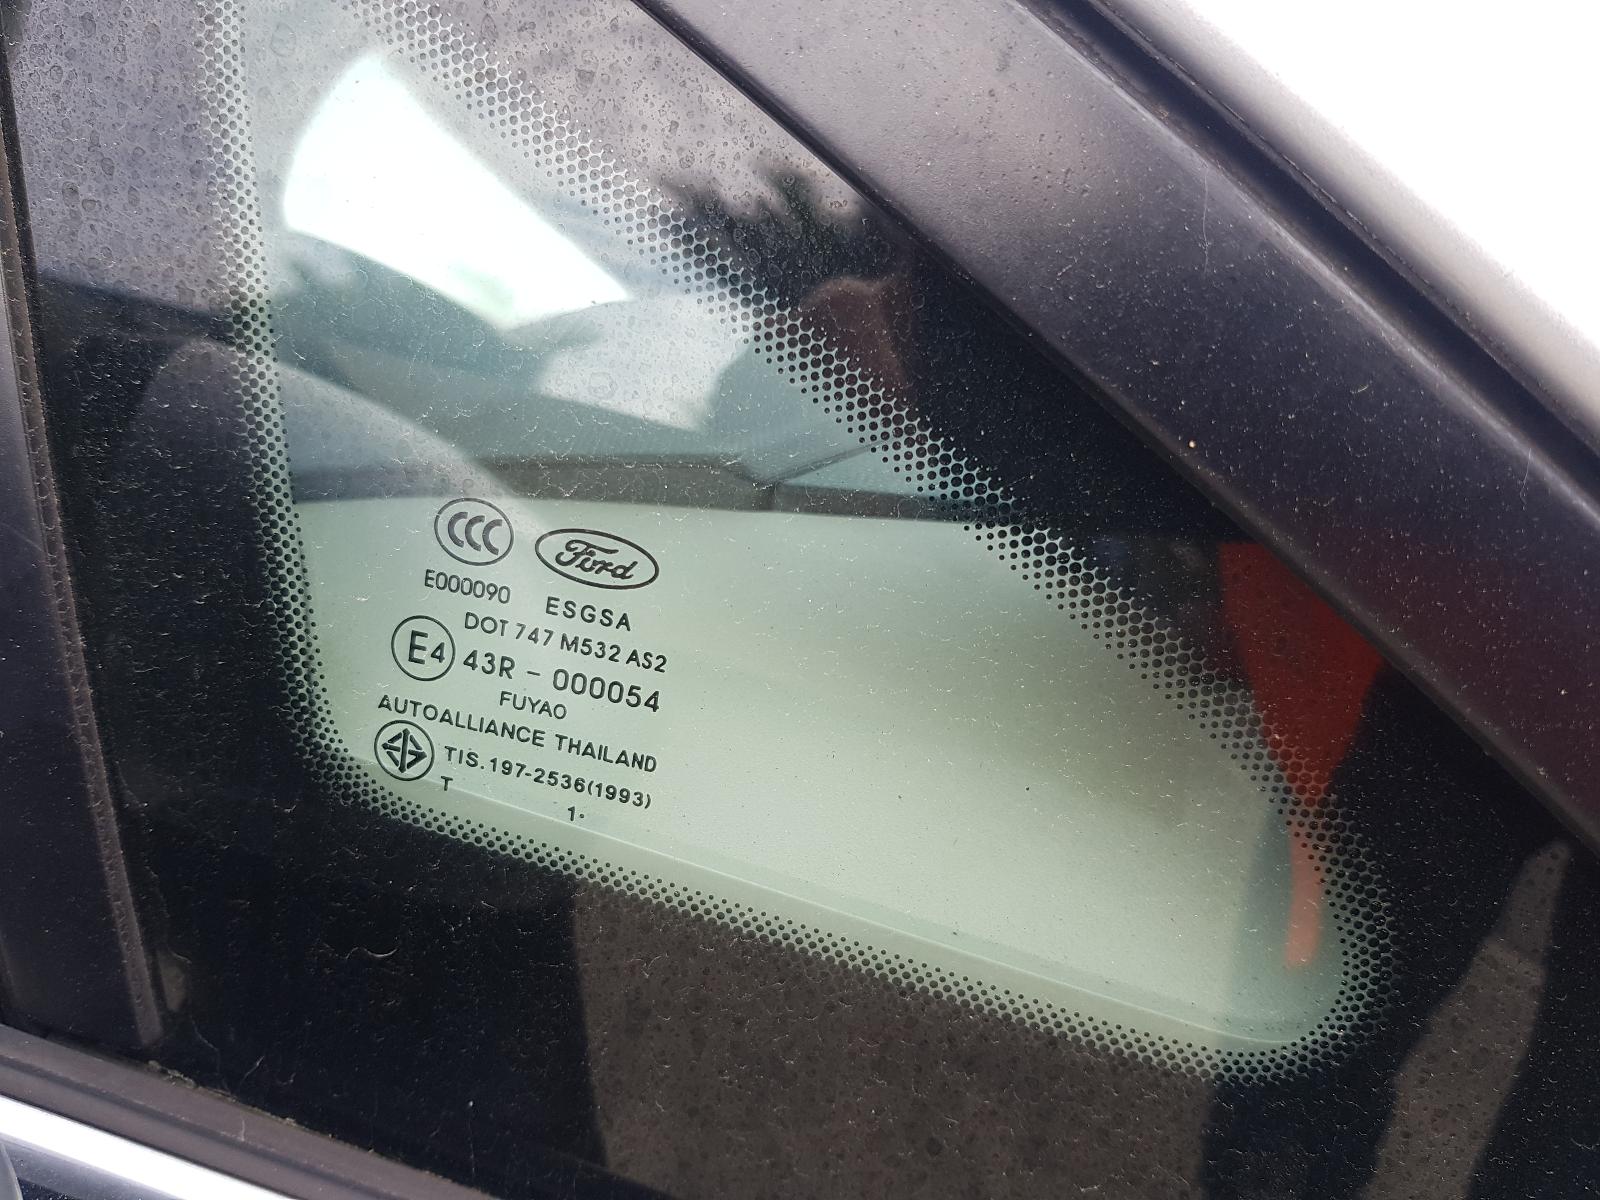 CCC
Ford
E000090
ESGSA
DOT 747 M532 AS2
E4 43R - 000054
FUYAO
AUTOALLIANCE THAILAND
TIS.197-2536(1993)
T
1·